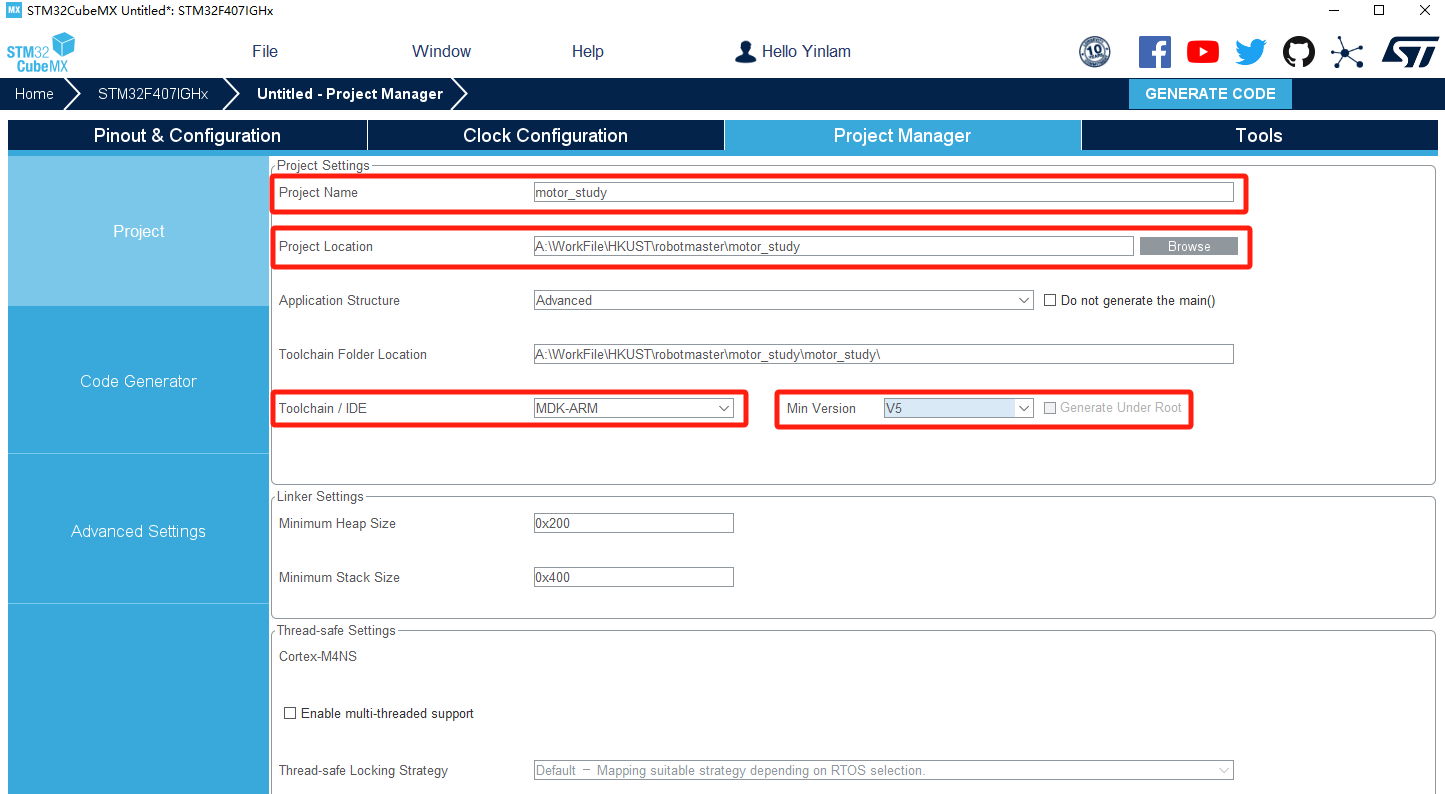 MX STM32CubeMX Untitled*: STM32F407IGHx
STM32 CubeMX
File Window Help Hello Yinlam 10 ST
Home STM32F407IGHx Untitled - Project Manager GENERATE CODE
Pinout & Configuration Clock Configuration Project Manager Tools
Project
Code Generator
Advanced Settings
Project Settings
Project Name motor_study
Project Location A:\WorkFile\HKUST\robotmaster\motor_study Browse
Application Structure Advanced Do not generate the main()
Toolchain Folder Location A:\WorkFile\HKUST\robotmaster\motor_study\motor_study\
Toolchain / IDE MDK-ARM Min Version V5 Generate Under Root
Linker Settings
Minimum Heap Size 0x200
Minimum Stack Size 0x400
Thread-safe Settings
Cortex-M4NS
Enable multi-threaded support
Thread-safe Locking Strategy Default － Mapping suitable strategy depending on RTOS selection.